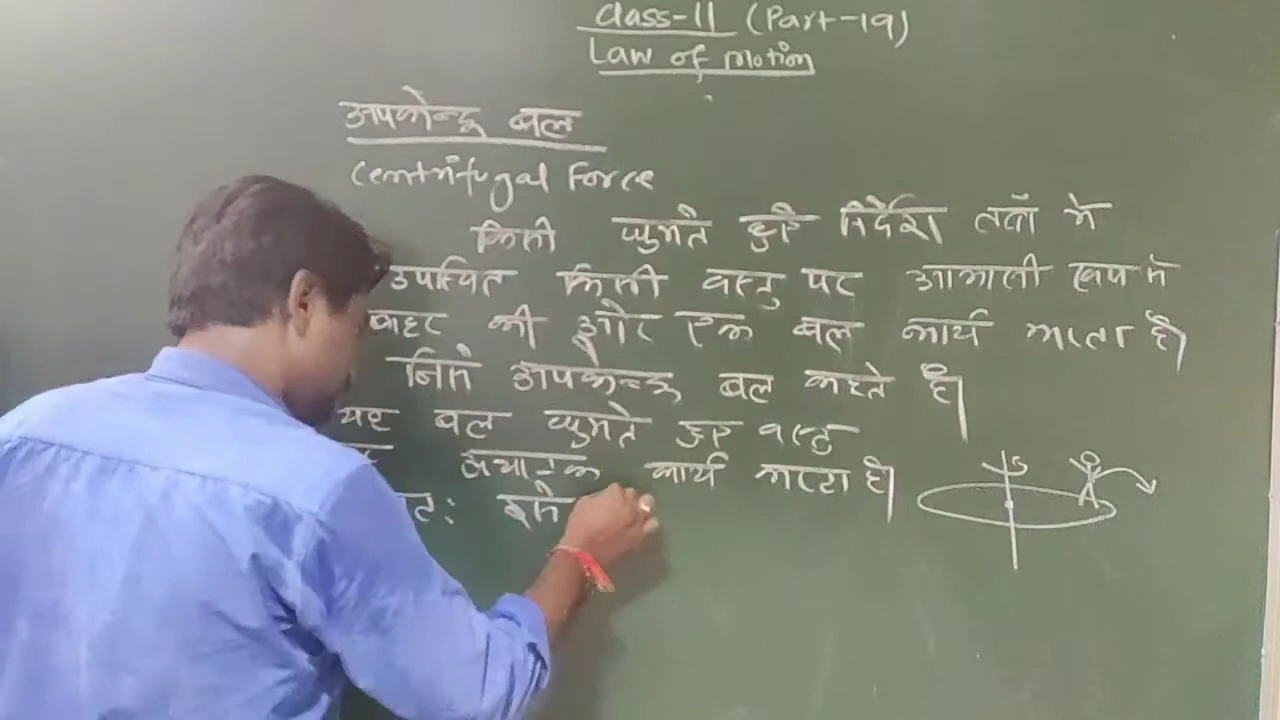 Class-11 (Part-19)
Law of motion
अपकेन्द्र बल
Centrifugal Force
किसी घुमते हुए निर्देश तंत्रों मे
उपस्थित किसी वस्तु पर आभासी रूप मे
बाहर की ओर एक बल कार्य करता है।
जिसे अपकेन्द्र बल कहते हैं।
यह बल घुमते हुए वस्तु
कार्य करता है।
इसे